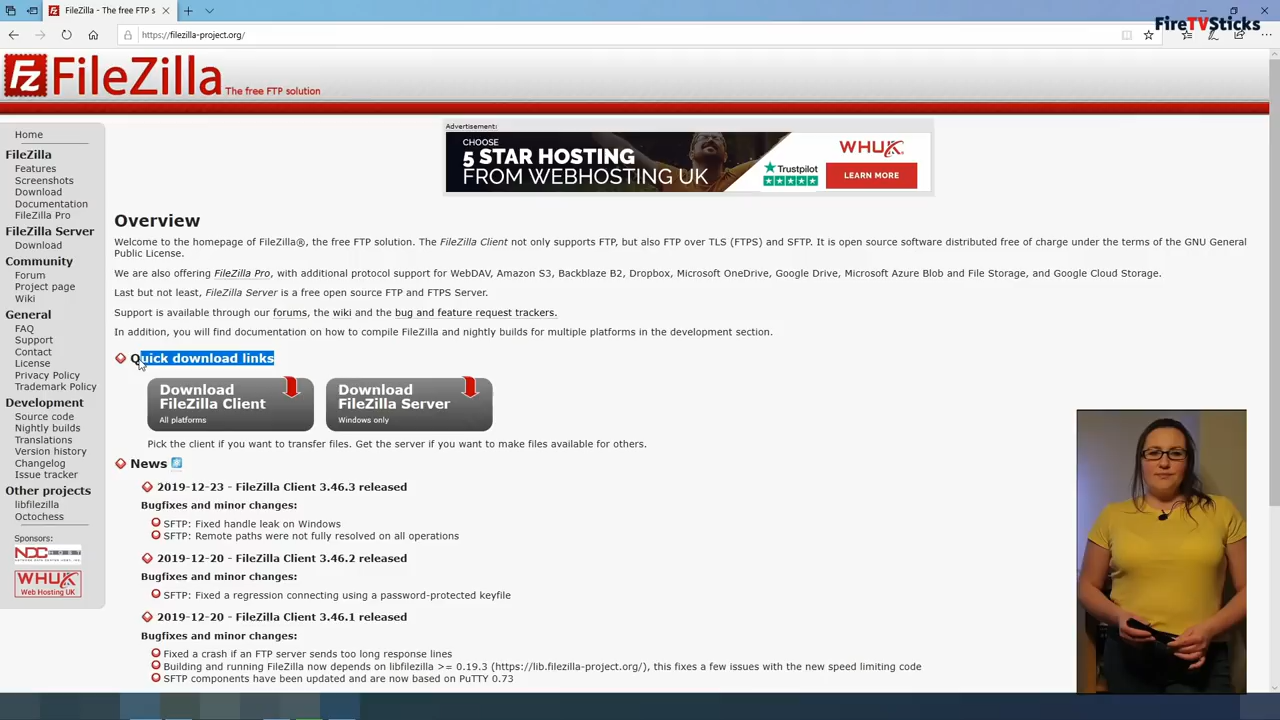 FileZilla - The free FTP s
https://filezilla-project.org/
FireTVSticks
FZ FileZilla The free FTP solution
Advertisement:
CHOOSE
5 STAR HOSTING
FROM WEBHOSTING UK
Trustpilot
WHUK
LEARN MORE
Home
FileZilla
Features
Screenshots
Download
Documentation
FileZilla Pro
FileZilla Server
Download
Community
Forum
Project page
Wiki
General
FAQ
Support
Contact
License
Privacy Policy
Trademark Policy
Development
Source code
Nightly builds
Translations
Version history
Changelog
Issue tracker
Other projects
libfilezilla
Octochess
Sponsors:
NDCHOST
WHUK
Web Hosting UK
Overview
Welcome to the homepage of FileZilla®, the free FTP solution. The FileZilla Client not only supports FTP, but also FTP over TLS (FTPS) and SFTP. It is open source software distributed free of charge under the terms of the GNU General
Public License.
We are also offering FileZilla Pro, with additional protocol support for WebDAV, Amazon S3, Backblaze B2, Dropbox, Microsoft OneDrive, Google Drive, Microsoft Azure Blob and File Storage, and Google Cloud Storage.
Last but not least, FileZilla Server is a free open source FTP and FTPS Server.
Support is available through our forums, the wiki and the bug and feature request trackers.
In addition, you will find documentation on how to compile FileZilla and nightly builds for multiple platforms in the development section.
Quick download links
Download
FileZilla Client
All platforms
Download
FileZilla Server
Windows only
Pick the client if you want to transfer files. Get the server if you want to make files available for others.
News
2019-12-23 - FileZilla Client 3.46.3 released
Bugfixes and minor changes:
SFTP: Fixed handle leak on Windows
SFTP: Remote paths were not fully resolved on all operations
2019-12-20 - FileZilla Client 3.46.2 released
Bugfixes and minor changes:
SFTP: Fixed a regression connecting using a password-protected keyfile
2019-12-20 - FileZilla Client 3.46.1 released
Bugfixes and minor changes:
Fixed a crash if an FTP server sends too long response lines
Building and running FileZilla now depends on libfilezilla >= 0.19.3 (https://lib.filezilla-project.org/), this fixes a few issues with the new speed limiting code
SFTP components have been updated and are now based on PuTTY 0.73